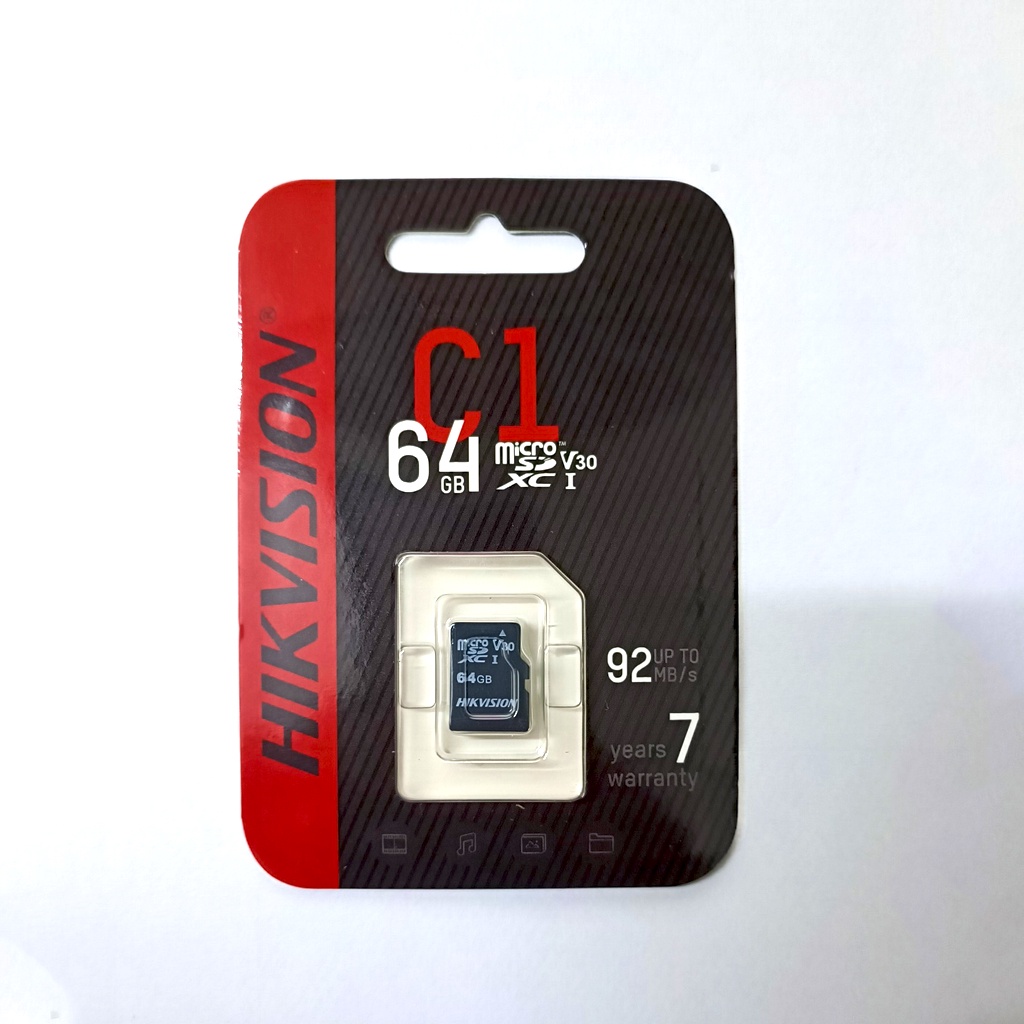 HIKVISION®
C1
64 GB
micro SD XC™ V30 I
micro SD XC V30 I
64GB
HIKVISION
92 UP TO MB/s
years 7
warranty